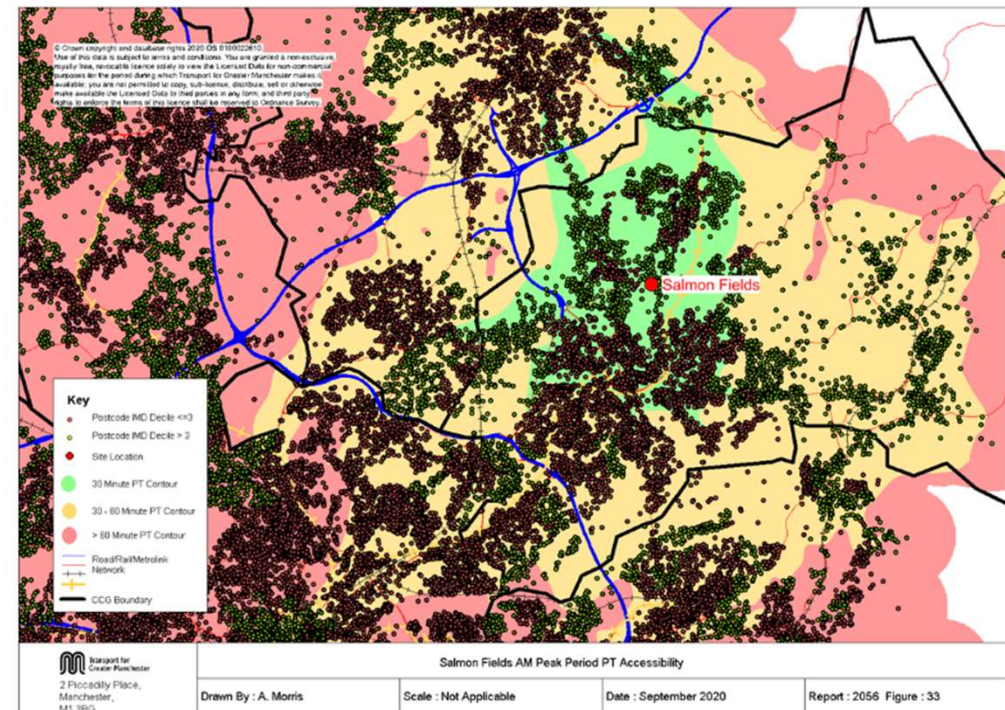 © Crown copyright and database rights 2020 OS 0100022610.
Use of this data is subject to terms and conditions. You are granted a non-exclusive,
royalty free, revocable licence solely to view the Licensed Data for non-commercial
purposes for the period during which Transport for Greater Manchester makes it
available; you are not permitted to copy, sub-license, distribute, sell or otherwise
make available the Licensed Data to third parties in any form; and third party
rights to enforce the terms of this licence shall be reserved to Ordnance Survey.
Salmon Fields
Key
Postcode IMD Decile <=3
Postcode IMD Decile > 3
Site Location
30 Minute PT Contour
30 - 60 Minute PT Contour
> 60 Minute PT Contour
Road/Rail/Metrolink
Network
CCG Boundary
Transport for
Greater Manchester
2 Piccadilly Place,
Manchester,
M1 3BG
Salmon Fields AM Peak Period PT Accessibility
Drawn By : A. Morris
Scale : Not Applicable
Date : September 2020
Report : 2056 Figure : 33